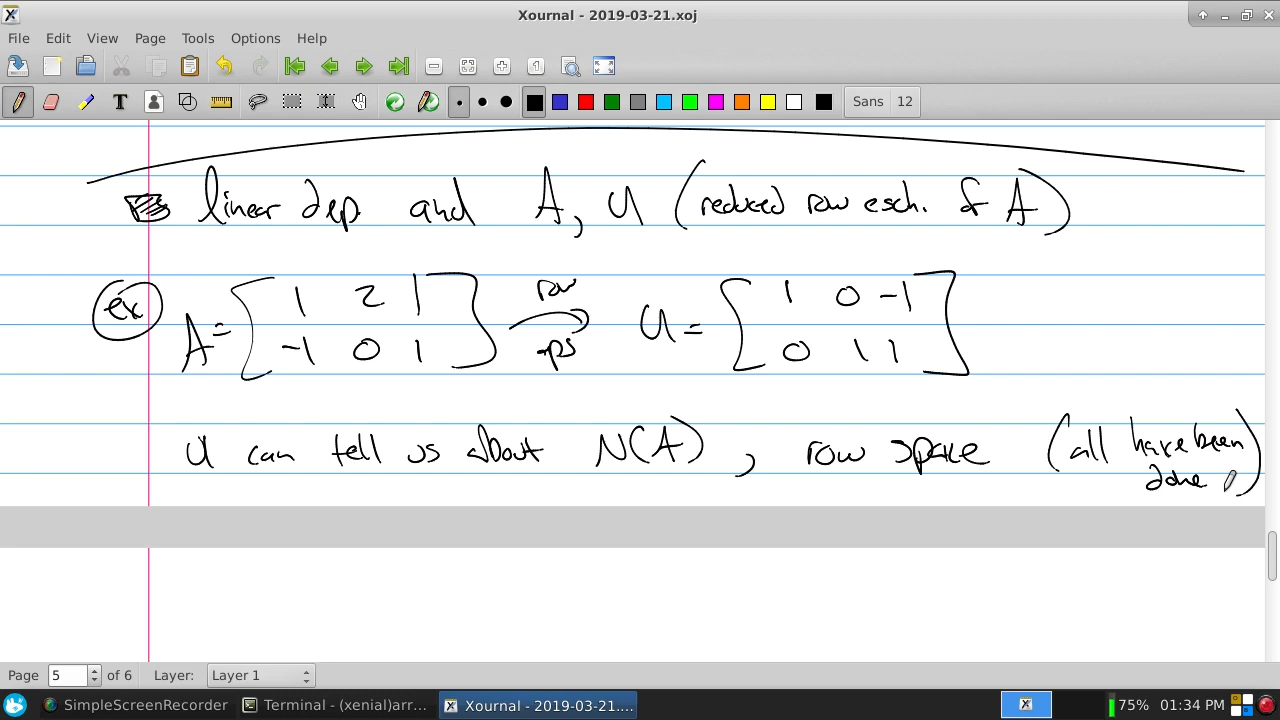 Xournal - 2019-03-21.xoj
File Edit View Page Tools Options Help
Sans 12
linear dep. and A, U (reduced row esch. of A)
ex A = [ 1 2 1 row U = [ 1 0 -1
-1 0 1 ] ops 0 1 1 ]
U can tell us about N(A), row space (all have been
done)
Page 5 of 6 Layer: Layer 1
SimpleScreenRecorder Terminal - (xenial)arr... Xournal - 2019-03-21.... 75% 01:34 PM